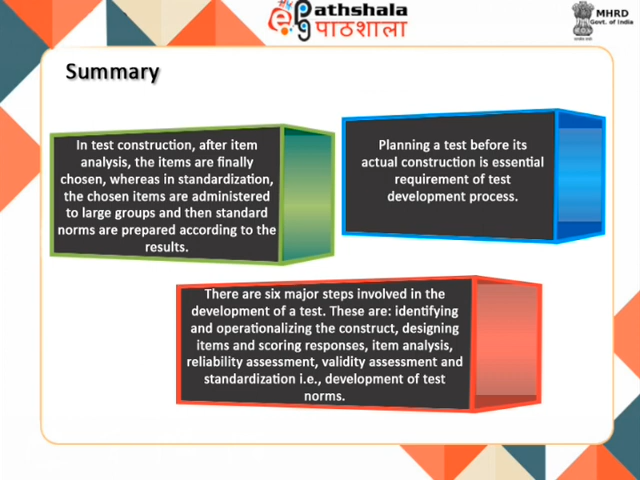 Pathshala
पाठशाला
MHRD
Govt. of India
Summary
In test construction, after item
analysis, the items are finally
chosen, whereas in standardization,
the chosen items are administered
to large groups and then standard
norms are prepared according to the
results.
Planning a test before its
actual construction is essential
requirement of test
development process.
There are six major steps involved in the
development of a test. These are: identifying
and operationalizing the construct, designing
items and scoring responses, item analysis,
reliability assessment, validity assessment and
standardization i.e., development of test
norms.